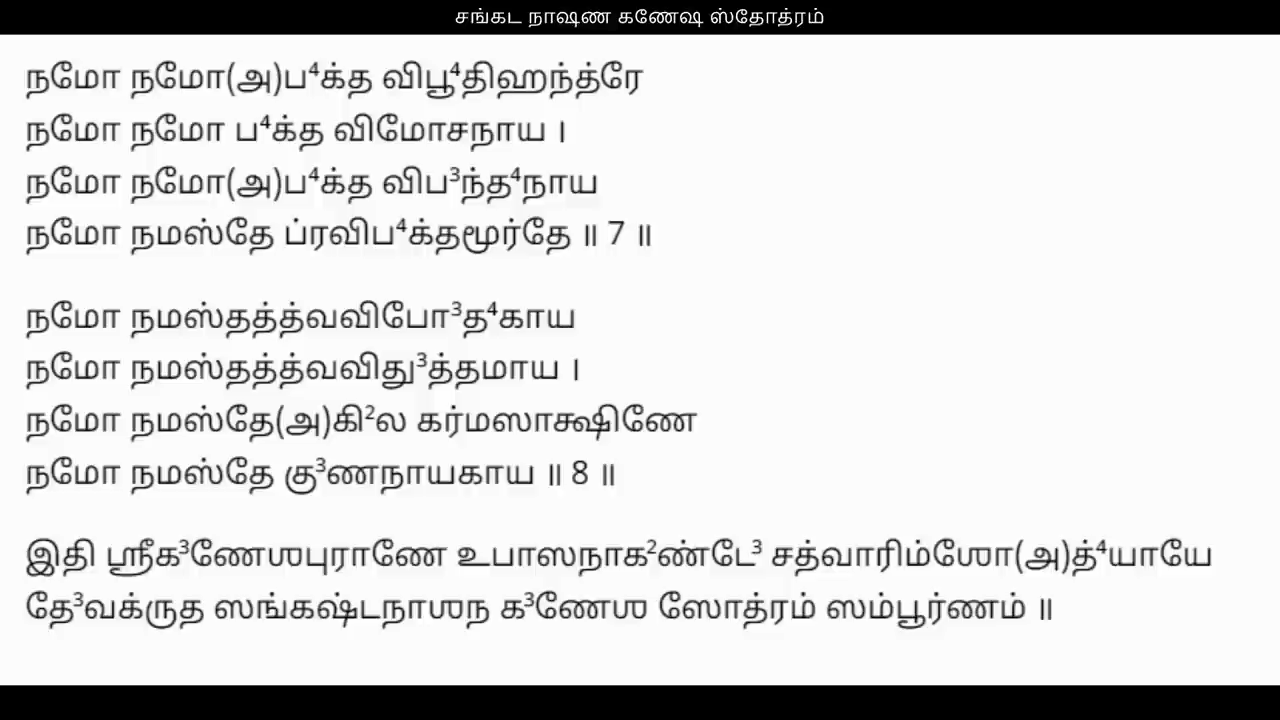 சங்கட நாஷண கணேஷ ஸ்தோத்ரம்
நமோ நமோ(அ)ப⁴க்த விபூ⁴திஹந்த்ரே
நமோ நமோ ப⁴க்த விமோசநாய ।
நமோ நமோ(அ)ப⁴க்த விப³ந்த⁴நாய
நமோ நமஸ்தே ப்ரவிப⁴க்தமூர்தே ॥ 7 ॥
நமோ நமஸ்தத்த்வவிபோ³த⁴காய
நமோ நமஸ்தத்த்வவிது³த்தமாய ।
நமோ நமஸ்தே(அ)கி²ல கர்மஸாக்ஷிணே
நமோ நமஸ்தே கு³ணநாயகாய ॥ 8 ॥
இதி ஶ்ரீக³ணேஶபுராணே உபாஸநாக²ண்டே³ சத்வாரிம்ஶோ(அ)த்⁴யாயே
தே³வக்ருத ஸங்கஷ்டநாஶந க³ணேஶ ஸோத்ரம் ஸம்பூர்ணம் ॥